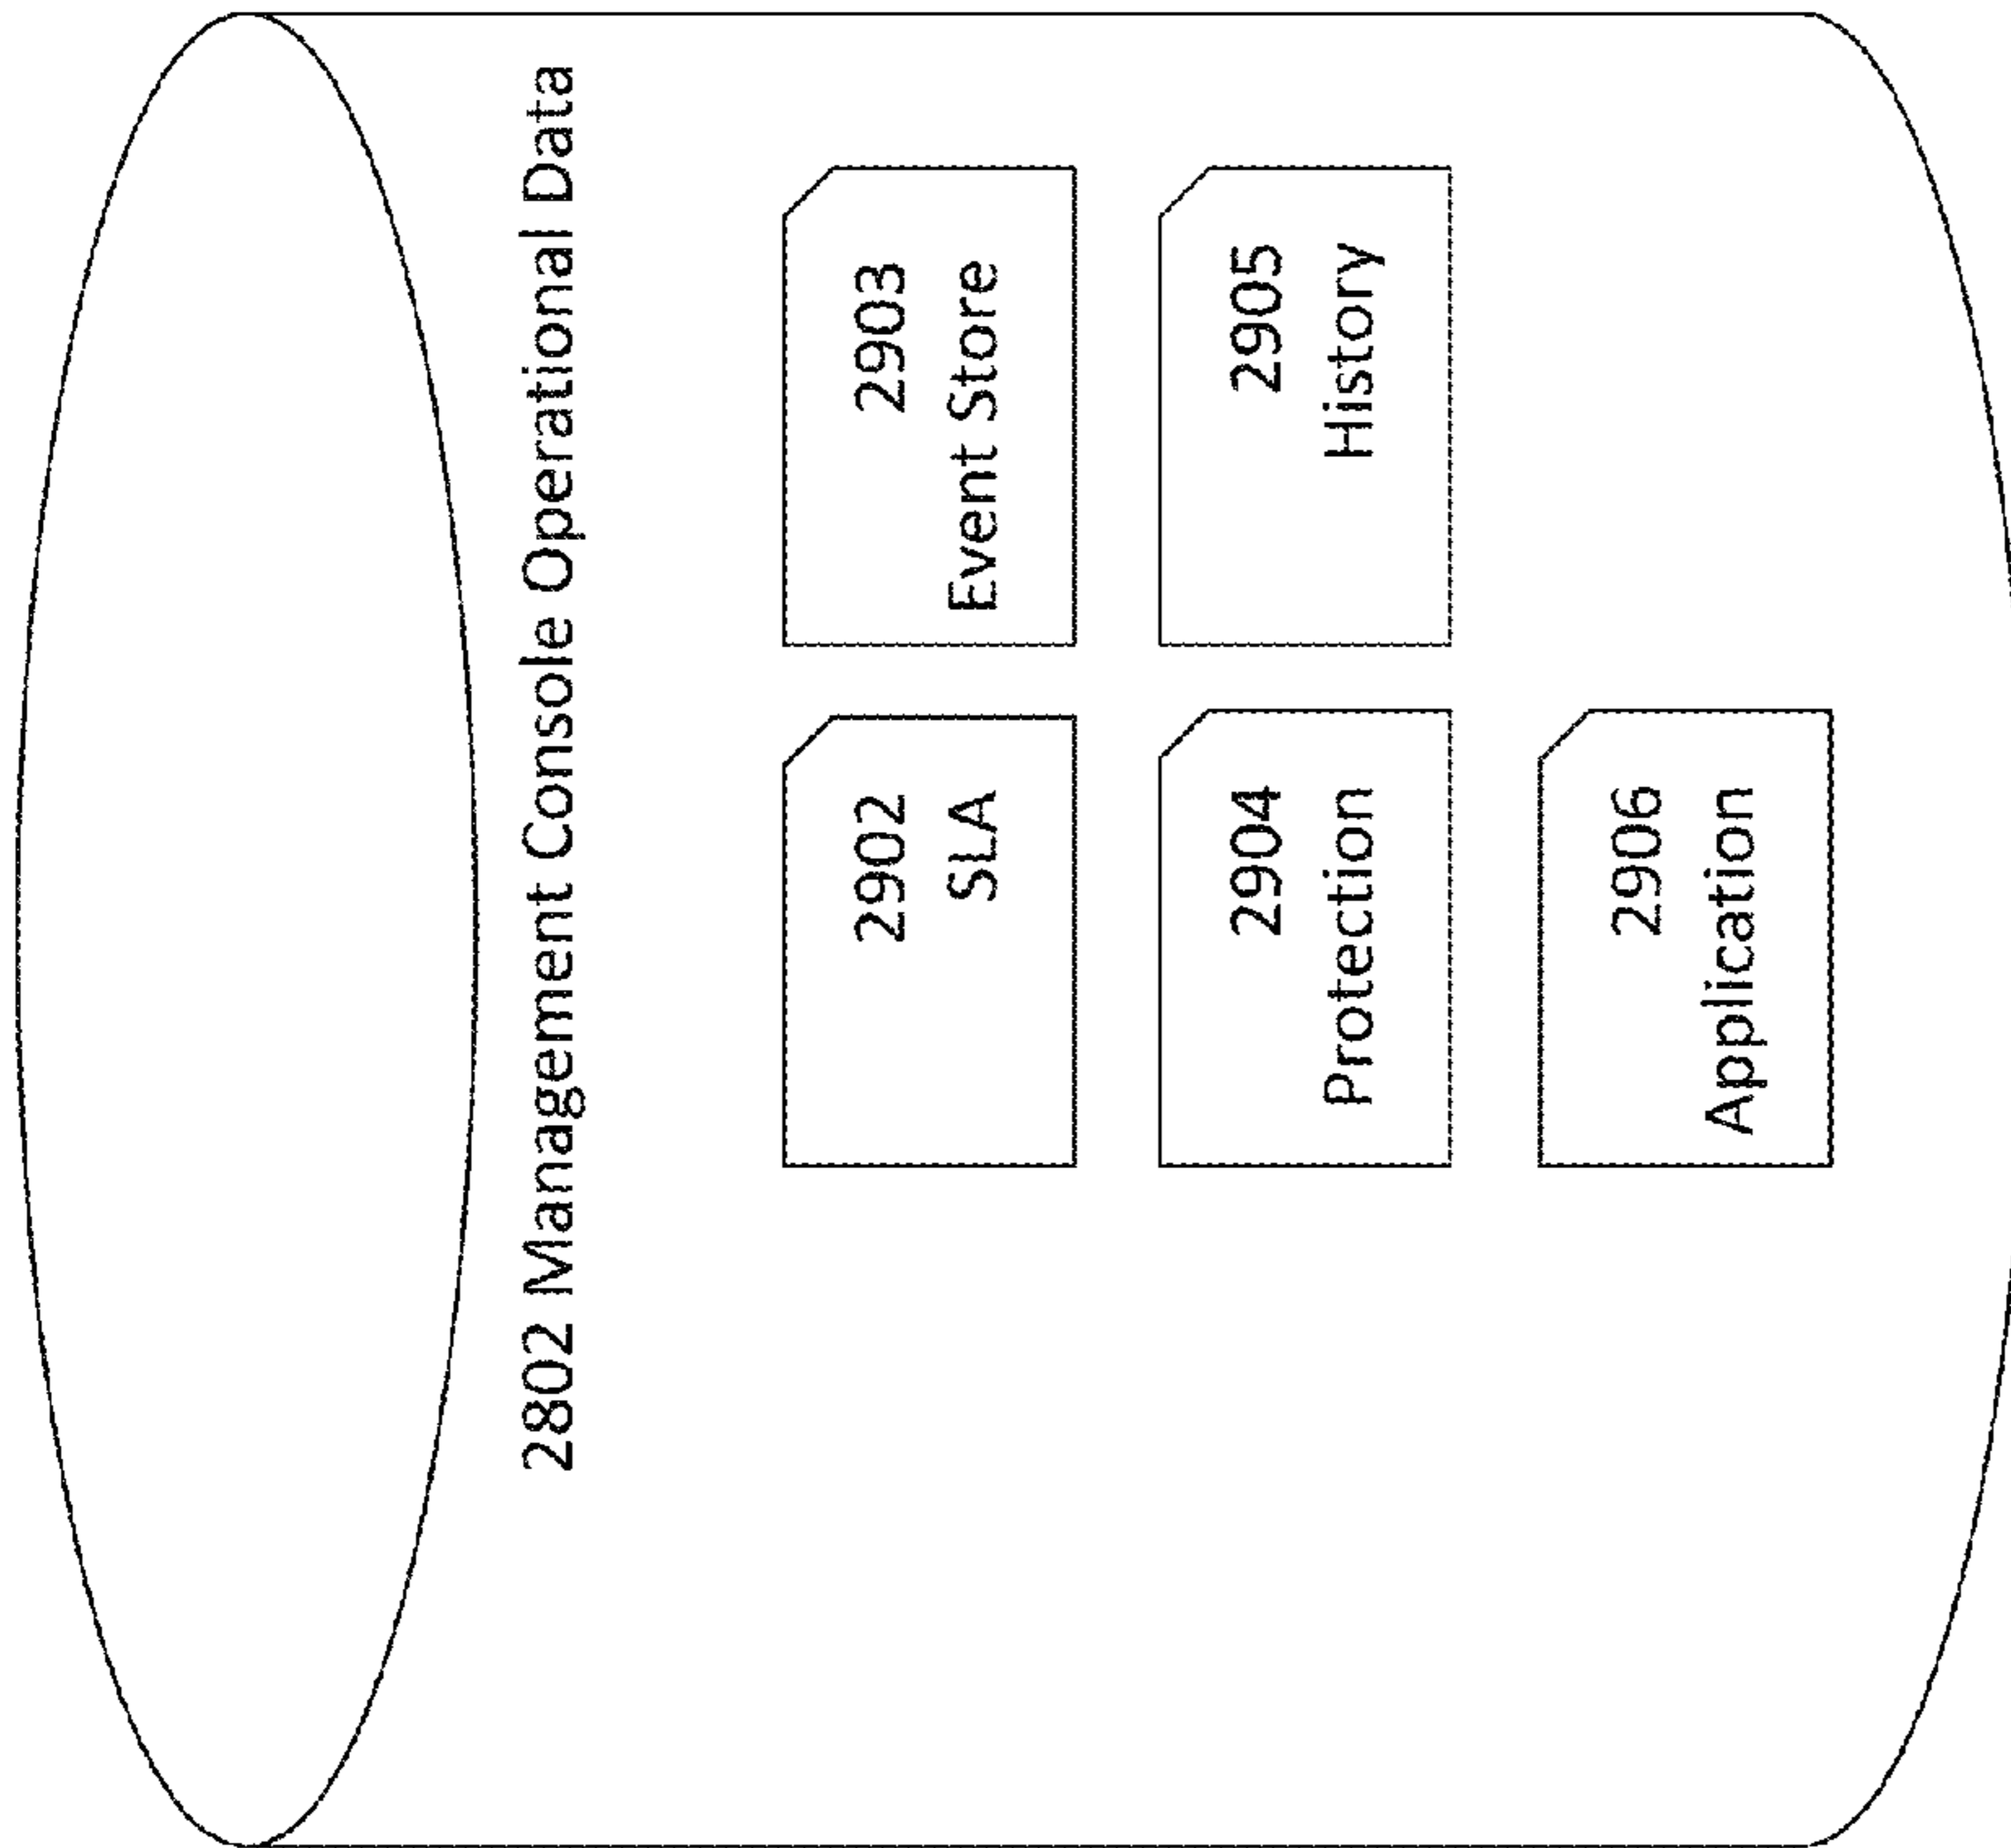 2802 Management Console Operational Data
2902
SLA
2903
Event Store
2904
Protection
2905
History
2906
Application